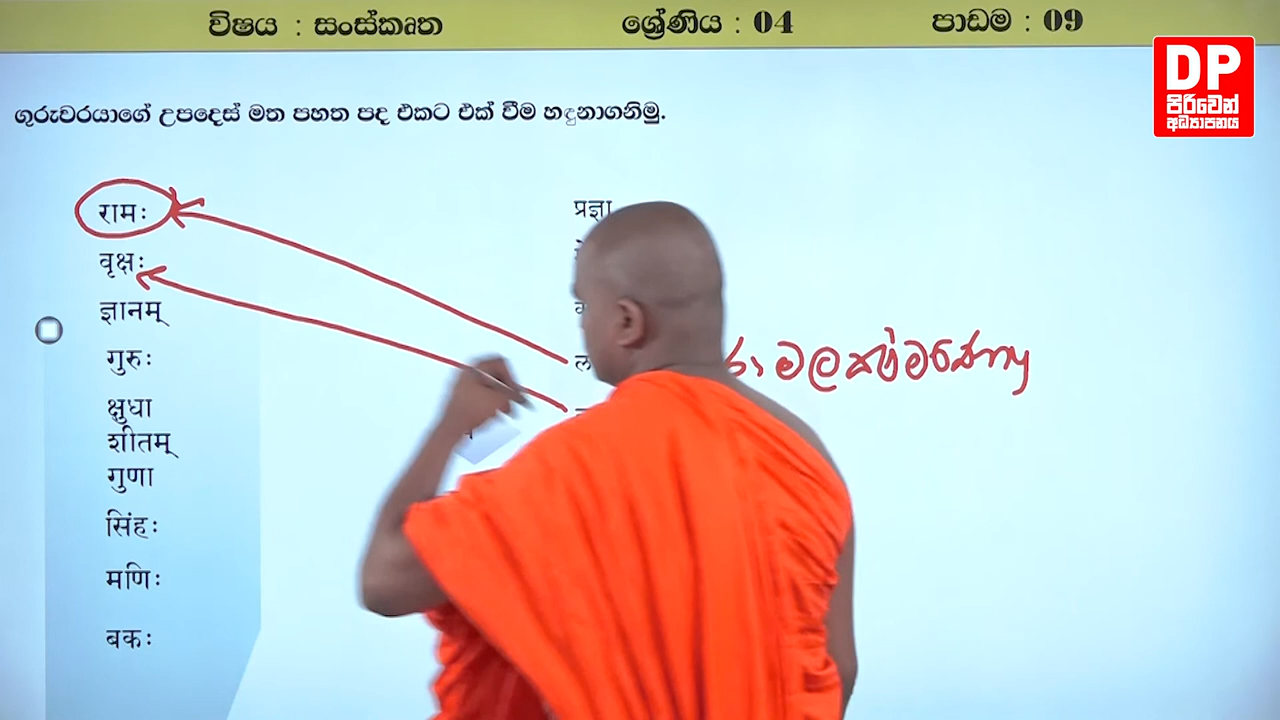 විෂය : සංස්කෘත ශ්‍රේණිය : 04 පාඩම : 09
DP
පිරිවෙන්
අධ්‍යාපනය
ගුරුවරයාගේ උපදෙස් මත පහත පද එකට එක් වීම හඳුනාගනිමු.
रामः
वृक्षः
ज्ञानम्
गुरुः
क्षुधा
शीतम्
गुणा
सिंहः
मणिः
बकः
प्रज्ञा